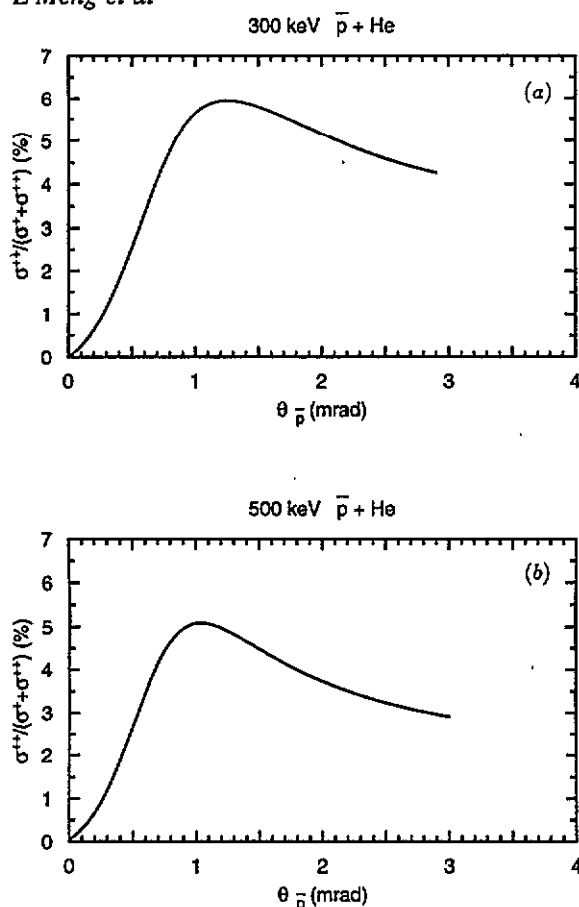 L Meng et al
300 keV p̄ + He
(a)
σ⁺⁺/(σ⁺+σ⁺⁺) (%)
7
6
5
4
3
2
1
0
0 1 2 3 4
θ p̄ (mrad)
500 keV p̄ + He
(b)
σ⁺⁺/(σ⁺+σ⁺⁺) (%)
7
6
5
4
3
2
1
0
0 1 2 3 4
θ p̄ (mrad)